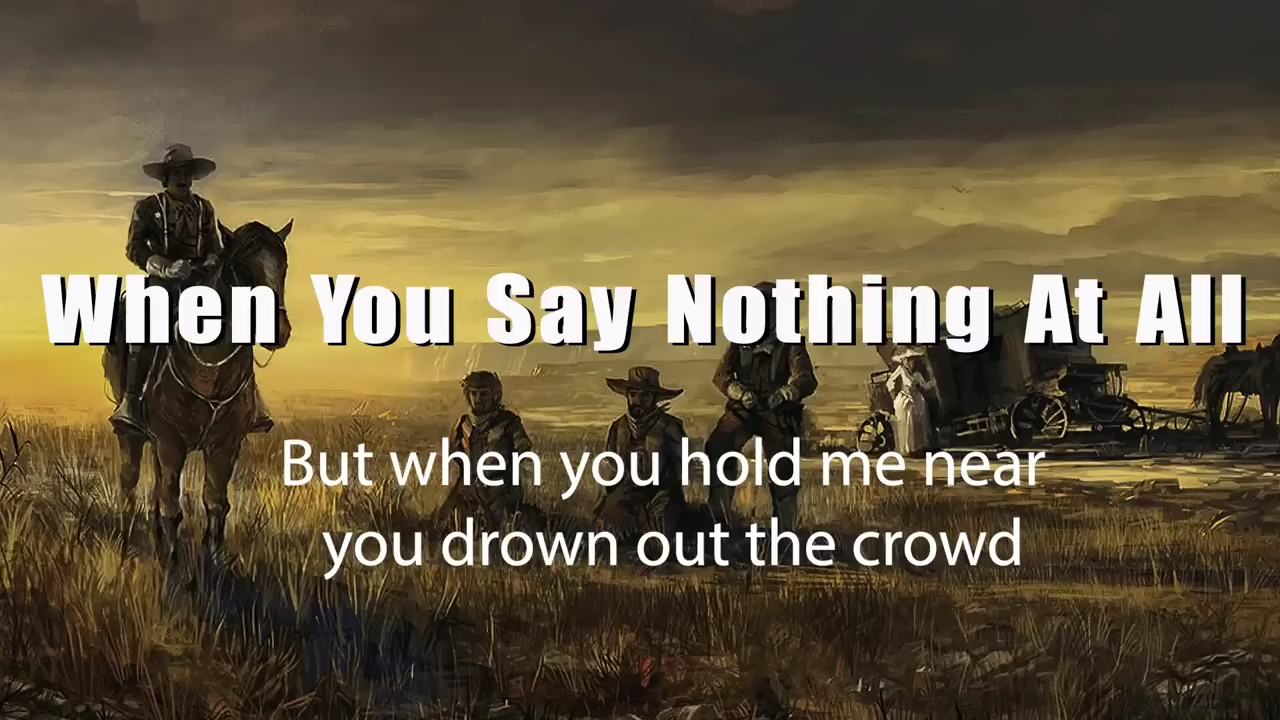 When You Say Nothing At All
But when you hold me near
you drown out the crowd